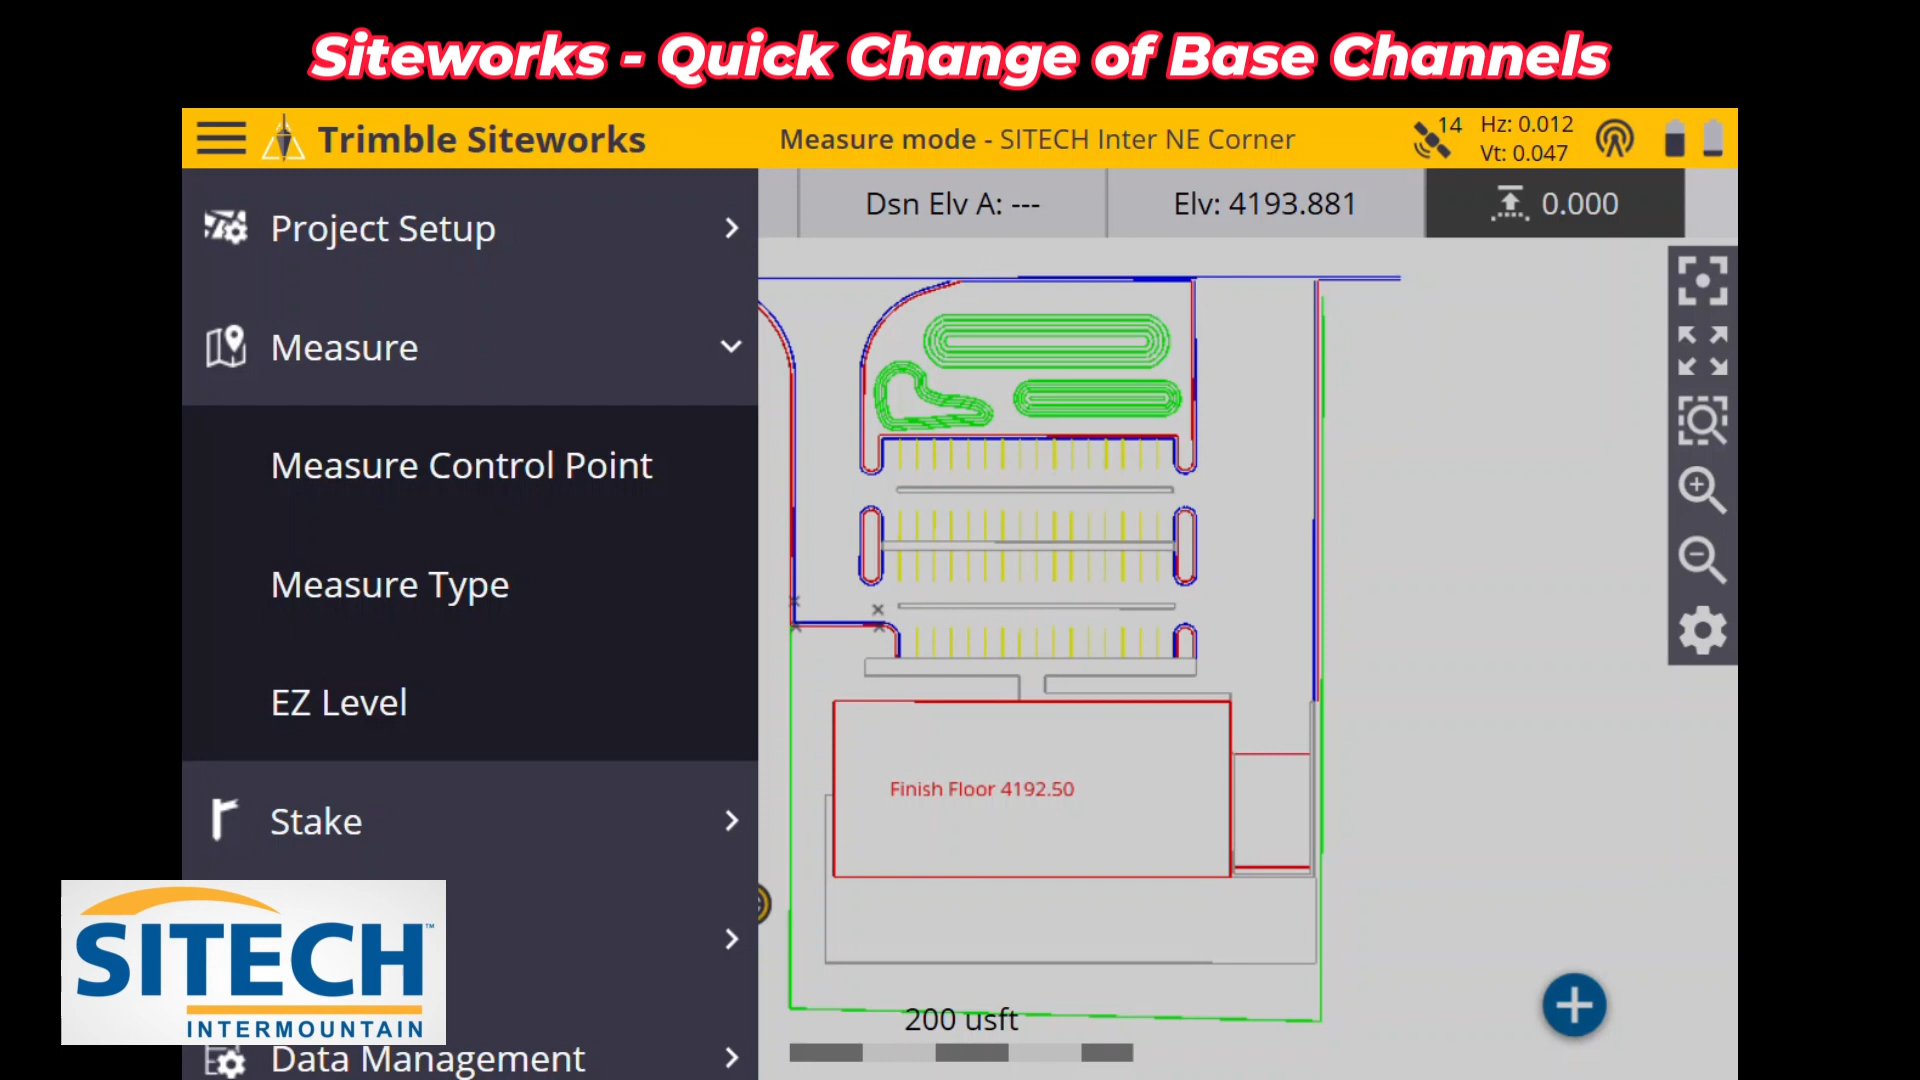 Siteworks - Quick Change of Base Channels
Trimble Siteworks
Measure mode - SITECH Inter NE Corner
14
Hz: 0.012
Vt: 0.047
Project Setup
Dsn Elv A: ---
Elv: 4193.881
0.000
Measure
Measure Control Point
Measure Type
EZ Level
Stake
Data Management
Finish Floor 4192.50
200 usft
SITECH™
INTERMOUNTAIN